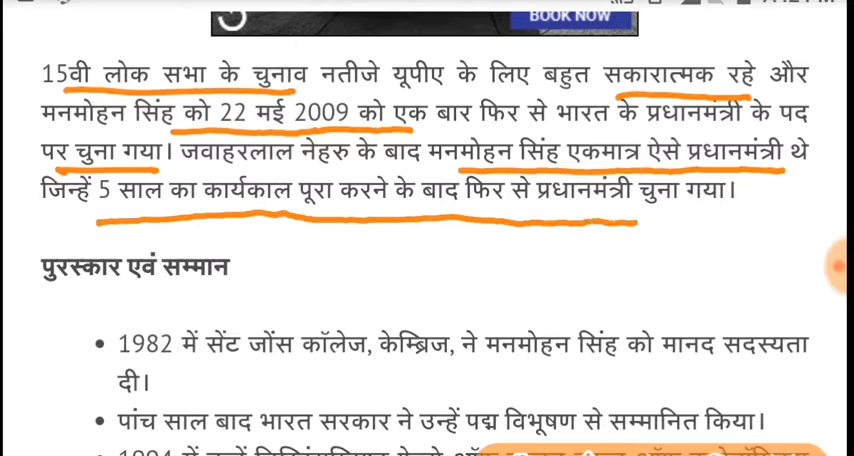 BOOK NOW
15वी लोक सभा के चुनाव नतीजे यूपीए के लिए बहुत सकारात्मक रहे और
मनमोहन सिंह को 22 मई 2009 को एक बार फिर से भारत के प्रधानमंत्री के पद
पर चुना गया। जवाहरलाल नेहरु के बाद मनमोहन सिंह एकमात्र ऐसे प्रधानमंत्री थे
जिन्हें 5 साल का कार्यकाल पूरा करने के बाद फिर से प्रधानमंत्री चुना गया।
पुरस्कार एवं सम्मान
• 1982 में सेंट जोंस कॉलेज, केम्ब्रिज, ने मनमोहन सिंह को मानद सदस्यता
दी।
• पांच साल बाद भारत सरकार ने उन्हें पद्म विभूषण से सम्मानित किया।